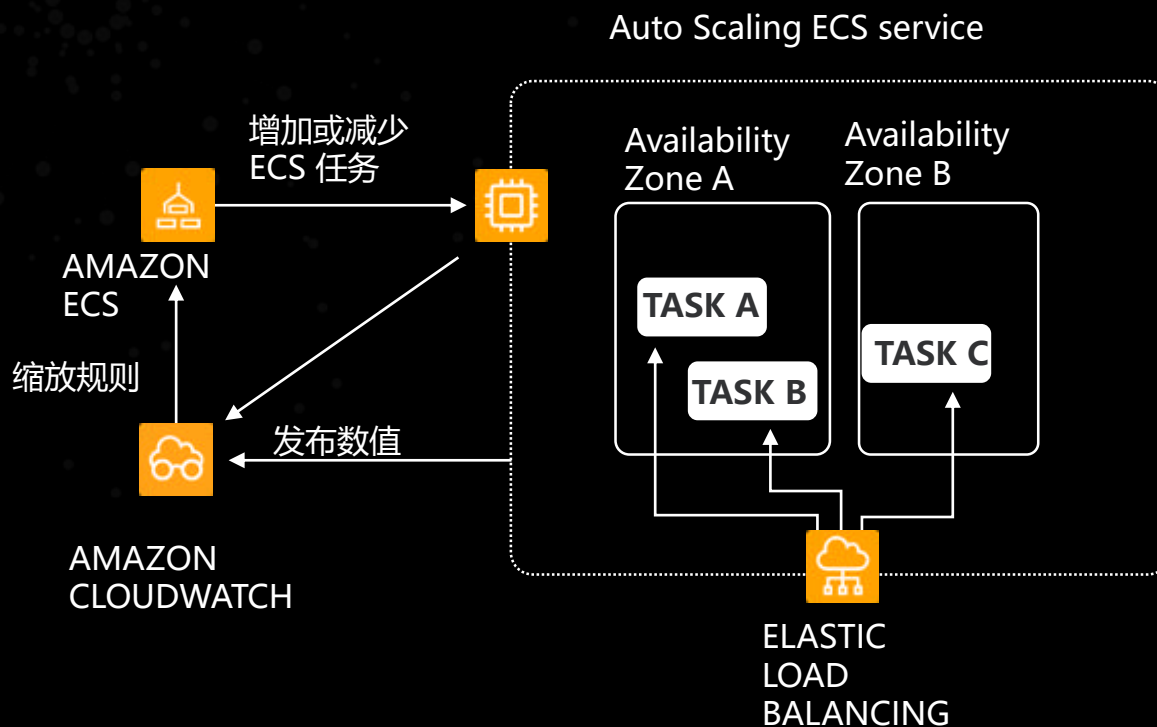 Auto Scaling ECS service
增加或减少
ECS 任务
Availability
Zone A
Availability
Zone B
AMAZON
ECS
TASK A
TASK B
TASK C
缩放规则
发布数值
AMAZON
CLOUDWATCH
ELASTIC
LOAD
BALANCING